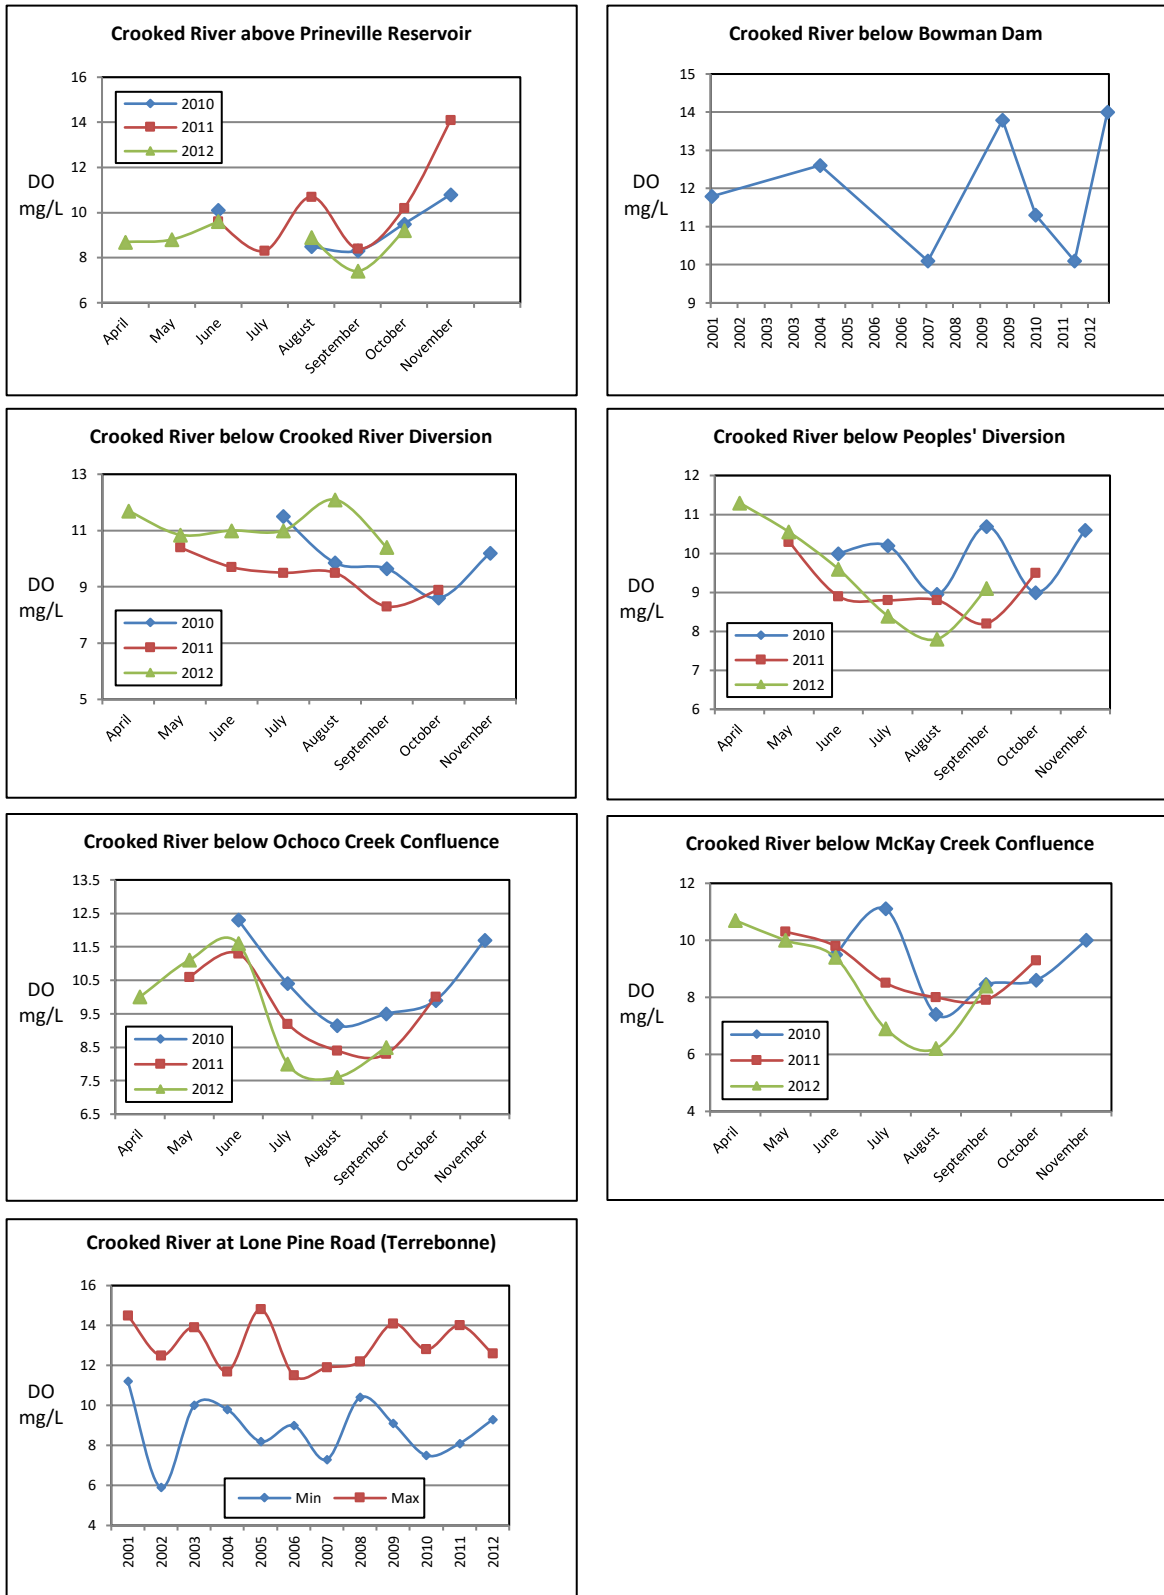 Crooked River above Prineville Reservoir
16
14
12
10
8
6
DO
mg/L
2010
2011
2012
April
May
June
July
August
September
October
November
Crooked River below Bowman Dam
15
14
13
12
11
10
9
DO
mg/L
2001
2002
2003
2003
2004
2005
2006
2006
2007
2008
2009
2009
2010
2011
2012
Crooked River below Crooked River Diversion
13
11
9
7
5
DO
mg/L
2010
2011
2012
April
May
June
July
August
September
October
November
Crooked River below Peoples' Diversion
12
11
10
9
8
7
6
DO
mg/L
2010
2011
2012
April
May
June
July
August
September
October
November
Crooked River below Ochoco Creek Confluence
13.5
12.5
11.5
10.5
9.5
8.5
7.5
6.5
DO
mg/L
2010
2011
2012
April
May
June
July
August
September
October
November
Crooked River below McKay Creek Confluence
12
10
8
6
4
DO
mg/L
2010
2011
2012
April
May
June
July
August
September
October
November
Crooked River at Lone Pine Road (Terrebonne)
16
14
12
10
8
6
4
DO
mg/L
Min Max
2001
2002
2003
2004
2005
2006
2007
2008
2009
2010
2011
2012